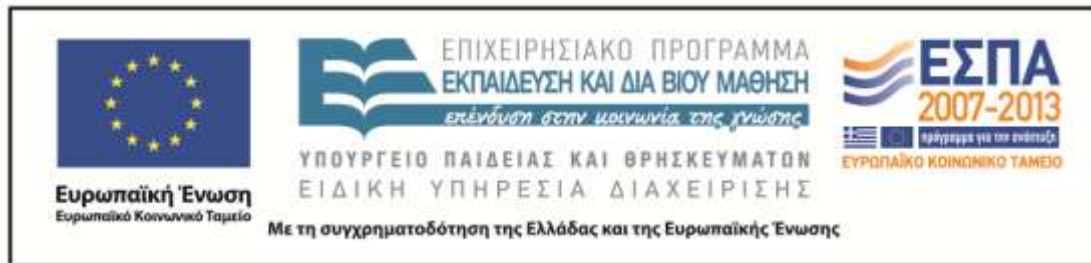 Ευρωπαϊκή Ένωση
Ευρωπαϊκό Κοινωνικό Ταμείο
ΕΠΙΧΕΙΡΗΣΙΑΚΟ ΠΡΟΓΡΑΜΜΑ
ΕΚΠΑΙΔΕΥΣΗ ΚΑΙ ΔΙΑ ΒΙΟΥ ΜΑΘΗΣΗ
επένδυση στην κοινωνία της γνώσης
ΥΠΟΥΡΓΕΙΟ ΠΑΙΔΕΙΑΣ ΚΑΙ ΘΡΗΣΚΕΥΜΑΤΩΝ
ΕΙΔΙΚΗ ΥΠΗΡΕΣΙΑ ΔΙΑΧΕΙΡΙΣΗΣ
Με τη συγχρηματοδότηση της Ελλάδας και της Ευρωπαϊκής Ένωσης
ΕΣΠΑ
2007-2013
πρόγραμμα για την ανάπτυξη
ΕΥΡΩΠΑΪΚΟ ΚΟΙΝΩΝΙΚΟ ΤΑΜΕΙΟ